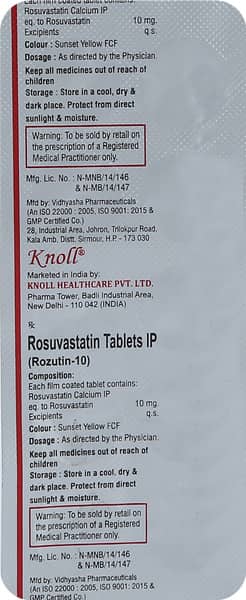 Each film coated tablet contains:
Rosuvastatin Calcium IP
eq. to Rosuvastatin 10 mg.
Excipients q.s.
Colour : Sunset Yellow FCF
Dosage : As directed by the Physician.
Keep all medicines out of reach of
children
Storage : Store in a cool, dry &
dark place. Protect from direct
sunlight & moisture.
Warning: To be sold by retail on
the prescription of a Registered
Medical Practitioner only.
Mfg. Lic. No. : N-MNB/14/146
& N-MB/14/147
Mfd by: Vidhyasha Pharmaceuticals
(An ISO 22000 : 2005, ISO 9001: 2015 &
GMP Certified Co.)
28, Industrial Area, Johron, Trilokpur Road,
Kala Amb, Distt. Sirmour, H.P. - 173 030
Knoll®
Marketed in India by:
KNOLL HEALTHCARE PVT. LTD.
Pharma Tower, Badli Industrial Area,
New Delhi - 110 042 (INDIA)
℞
Rosuvastatin Tablets IP
(Rozutin-10)
Composition:
Each film coated tablet contains:
Rosuvastatin Calcium IP
eq. to Rosuvastatin 10 mg.
Excipients q.s.
Colour : Sunset Yellow FCF
Dosage : As directed by the Physician.
Keep all medicines out of reach of
children
Storage : Store in a cool, dry &
dark place. Protect from direct
sunlight & moisture.
Warning: To be sold by retail on
the prescription of a Registered
Medical Practitioner only.
Mfg. Lic. No. : N-MNB/14/146
& N-MB/14/147
Mfd by: Vidhyasha Pharmaceuticals
(An ISO 22000 : 2005, ISO 9001: 2015 &
GMP Certified Co.)